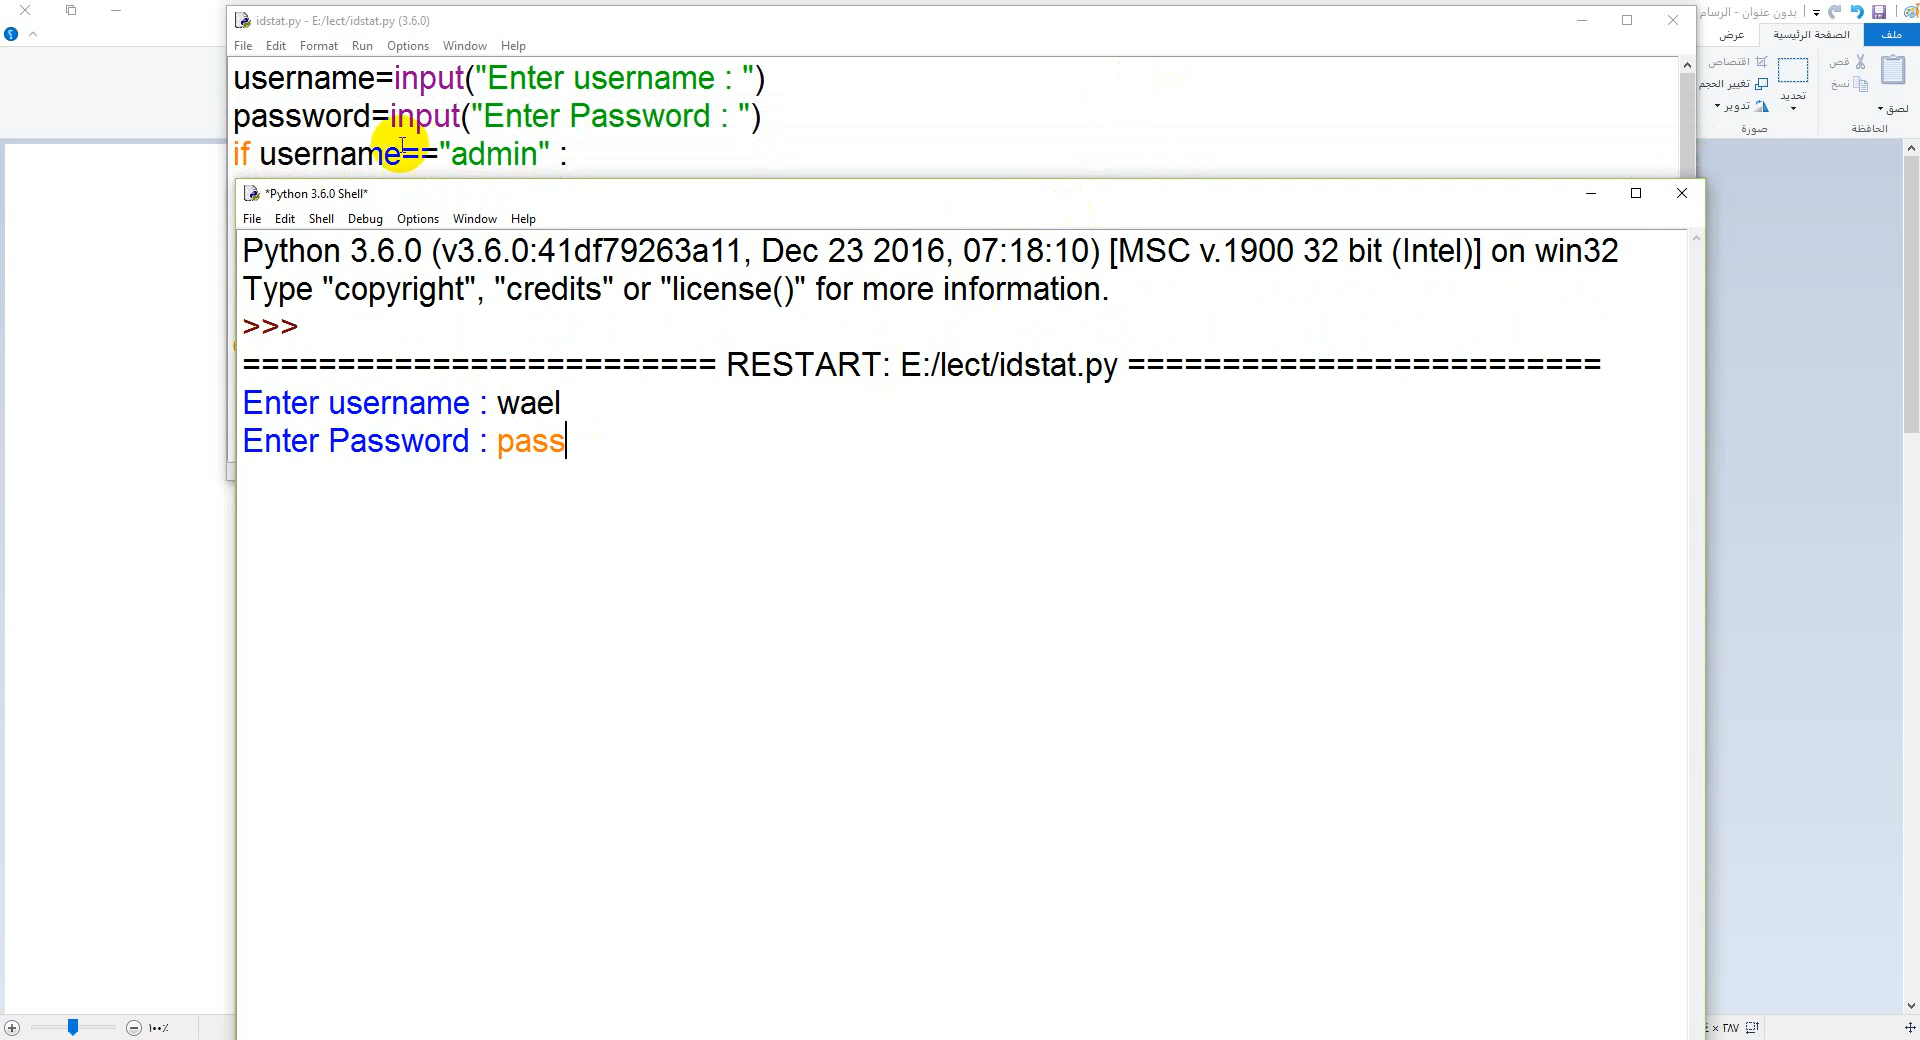 idstat.py - E:/lect/idstat.py (3.6.0)
File Edit Format Run Options Window Help
username=input("Enter username : ")
password=input("Enter Password : ")
if username=="admin" :
*Python 3.6.0 Shell*
File Edit Shell Debug Options Window Help
Python 3.6.0 (v3.6.0:41df79263a11, Dec 23 2016, 07:18:10) [MSC v.1900 32 bit (Intel)] on win32
Type "copyright", "credits" or "license()" for more information.
>>>
========================= RESTART: E:/lect/idstat.py =========================
Enter username : wael
Enter Password : pass
بدون عنوان - الرسام
ملف الصفحة الرئيسية عرض
لصق
قص
نسخ
الحافظة
تحديد
اقتصاص
تغيير الحجم
تدوير
صورة
١٠٠٪